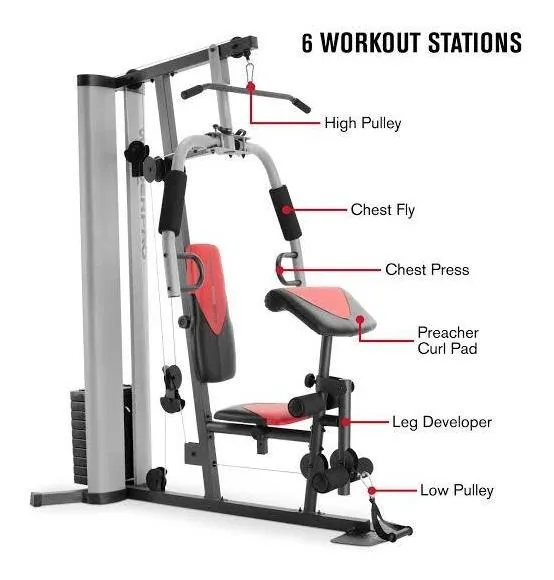 6 WORKOUT STATIONS
High Pulley
Chest Fly
Chest Press
Preacher
Curl Pad
Leg Developer
Low Pulley